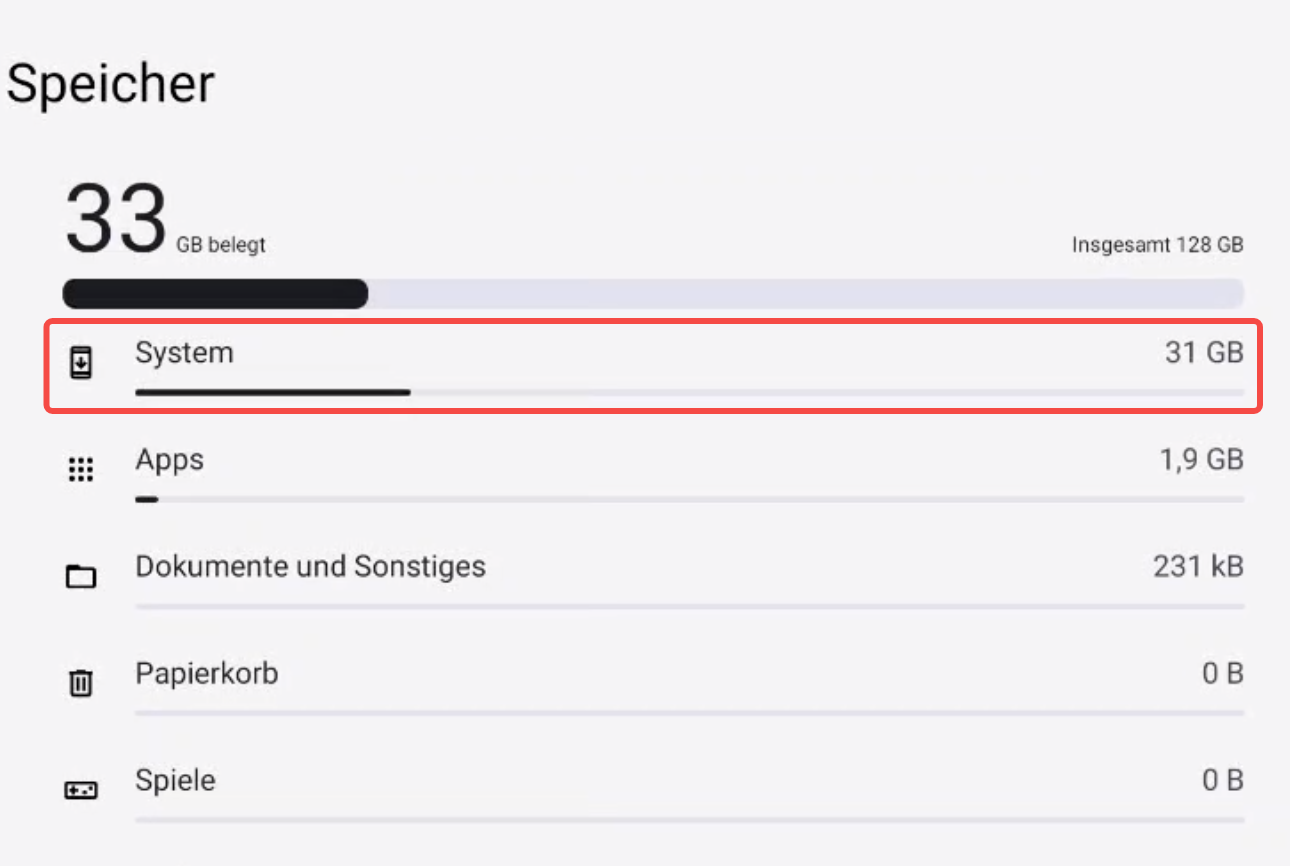 Speicher
33 GB belegt
Insgesamt 128 GB
System 31 GB
Apps 1,9 GB
Dokumente und Sonstiges 231 kB
Papierkorb 0 B
Spiele 0 B